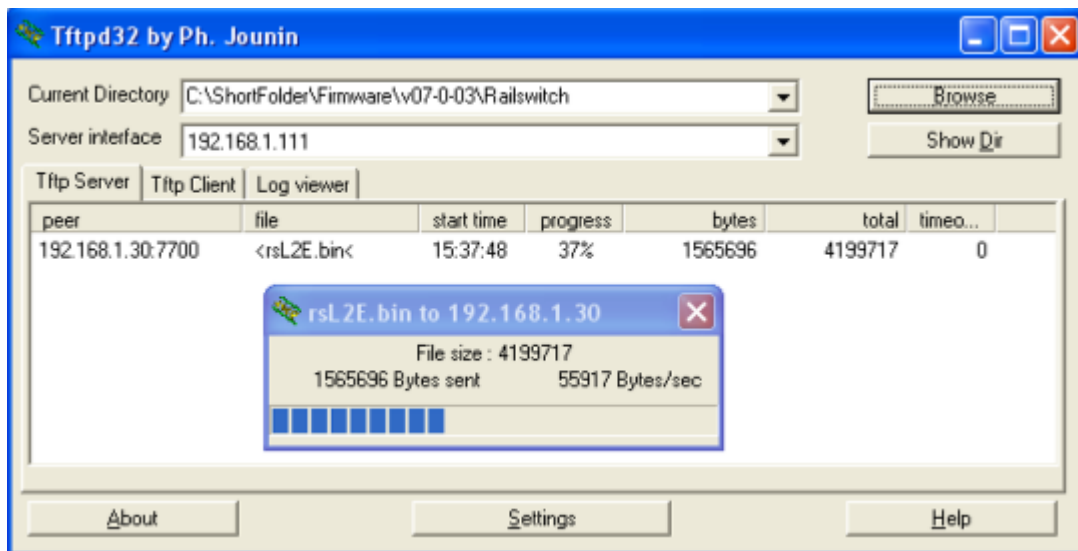 Tftpd32 by Ph. Jounin
Current Directory C:\ShortFolder\Firmware\v07-0-03\Railswitch Browse
Server interface 192.168.1.111 Show Dir
Tftp Server Tftp Client Log viewer
peer file start time progress bytes total timeo...
192.168.1.30:7700 <rsL2E.bin< 15:37:48 37% 1565696 4199717 0
rsL2E.bin to 192.168.1.30
File size : 4199717
1565696 Bytes sent 55917 Bytes/sec
About Settings Help